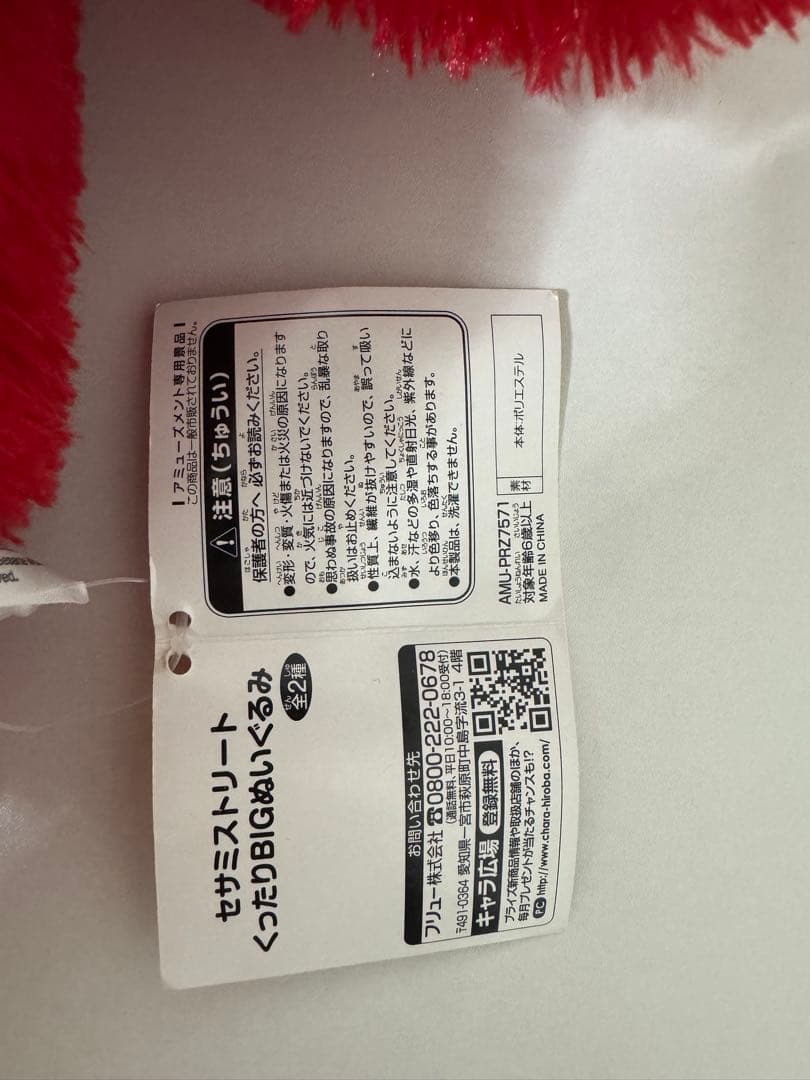 セサミストリート
くったりBIGぬいぐるみ
全2種
お問い合わせ先
フリュー株式会社 ☎0800-222-0678
(通話無料、平日10:00〜18:00受付)
〒491-0364 愛知県一宮市萩原町中島字流3-1 4階
キャラ広場 登録無料
プライズ新商品情報や取扱店舗のほか、
毎月プレゼントが当たるチャンスも!?
PC http://www.chara-hiroba.com/
アミューズメント専用景品
この商品は一般市販されておりません。
注意(ちゅうい)
保護者の方へ 必ずお読みください。
●変形・変質・火傷または火災の原因になります
ので、火気には近づけないでください。
●思わぬ事故の原因になりますので、乱暴な取り
扱いはお止めください。
●性質上、繊維が抜けやすいので、誤って吸い
込まないように注意してください。
●水、汗などの多湿や直射日光、紫外線などに
より色移り、色落ちする事があります。
●本製品は、洗濯できません。
AMU-PRZ7571
対象年齢6歳以上
MADE IN CHINA
素材
本体:ポリエステル